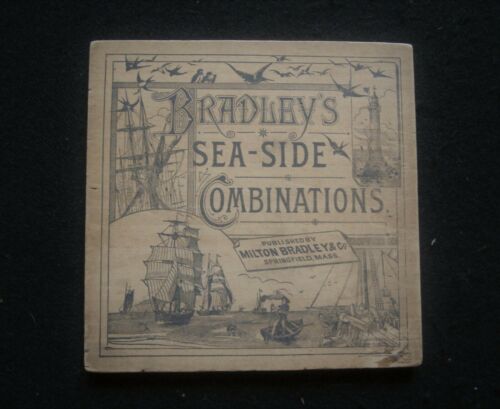 BRADLEY'S
SEA-SIDE
COMBINATIONS.
PUBLISHED BY
MILTON BRADLEY & Co
SPRINGFIELD, MASS